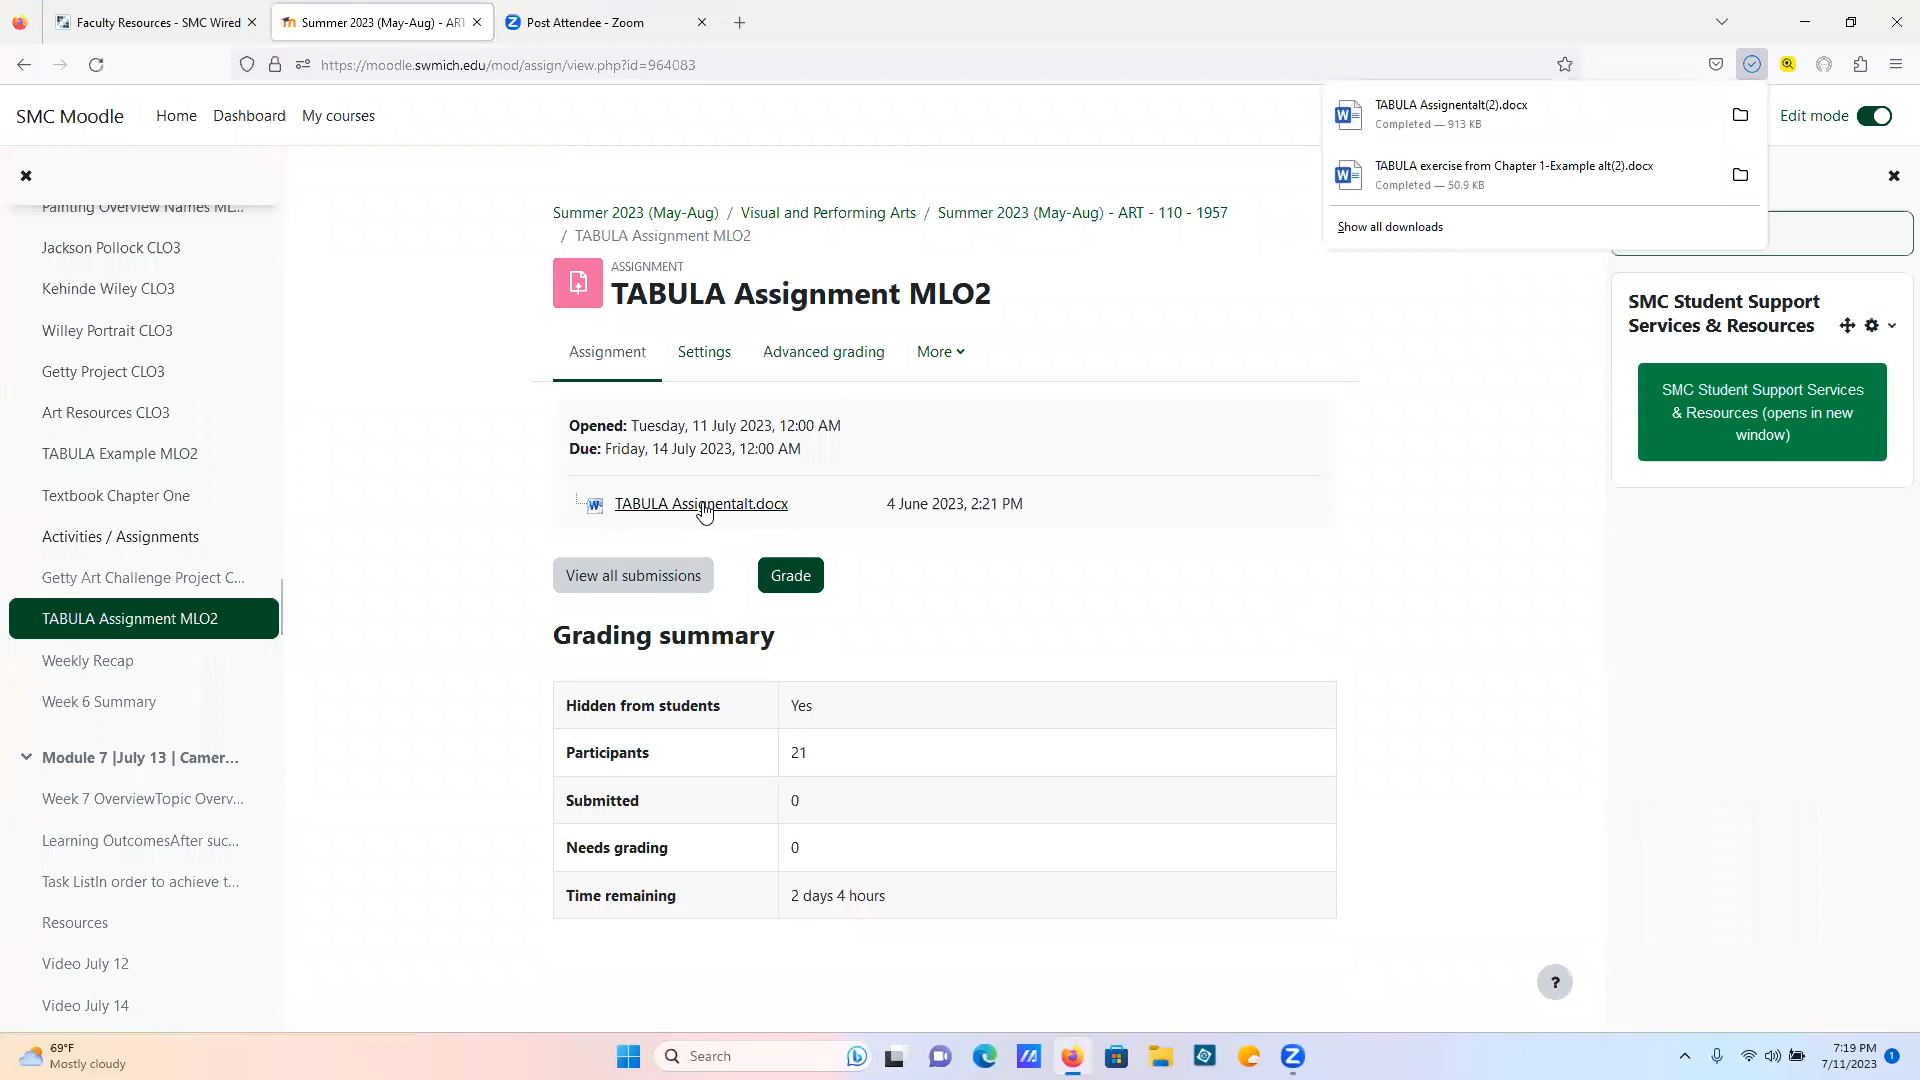 Faculty Resources - SMC Wired
Summer 2023 (May-Aug) - ART
Post Attendee - Zoom
https://moodle.swmich.edu/mod/assign/view.php?id=964083
SMC Moodle
Home
Dashboard
My courses
TABULA Assignentalt(2).docx
Completed — 913 KB
TABULA exercise from Chapter 1-Example alt(2).docx
Completed — 50.9 KB
Show all downloads
Edit mode
Painting Overview Names ML...
Jackson Pollock CLO3
Kehinde Wiley CLO3
Willey Portrait CLO3
Getty Project CLO3
Art Resources CLO3
TABULA Example MLO2
Textbook Chapter One
Activities / Assignments
Getty Art Challenge Project C...
TABULA Assignment MLO2
Weekly Recap
Week 6 Summary
Module 7 |July 13 | Camer...
Week 7 OverviewTopic Overv...
Learning OutcomesAfter suc...
Task ListIn order to achieve t...
Resources
Video July 12
Video July 14
Summer 2023 (May-Aug) / Visual and Performing Arts / Summer 2023 (May-Aug) - ART - 110 - 1957
/ TABULA Assignment MLO2
ASSIGNMENT
TABULA Assignment MLO2
Assignment
Settings
Advanced grading
More
Opened: Tuesday, 11 July 2023, 12:00 AM
Due: Friday, 14 July 2023, 12:00 AM
TABULA Assignentalt.docx
4 June 2023, 2:21 PM
View all submissions
Grade
Grading summary
Hidden from students Yes
Participants 21
Submitted 0
Needs grading 0
Time remaining 2 days 4 hours
SMC Student Support
Services & Resources
SMC Student Support Services
& Resources (opens in new
window)
?
69°F
Mostly cloudy
Search
7:19 PM
7/11/2023
1